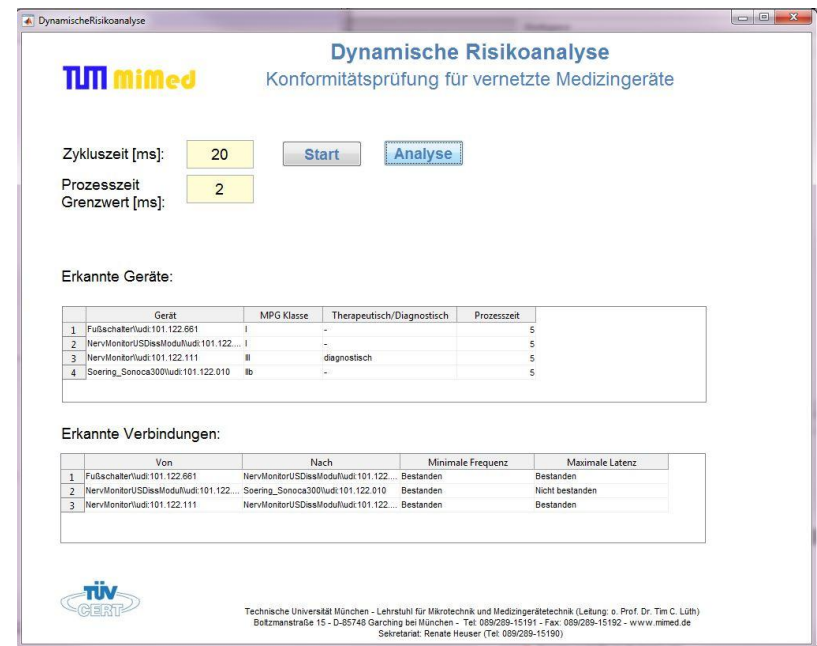 DynamischeRisikoanalyse
Dynamische Risikoanalyse
TUM MiMed
Konformitätsprüfung für vernetzte Medizingeräte
Zykluszeit [ms]: 20 Start Analyse
Prozesszeit
Grenzwert [ms]: 2
Erkannte Geräte:
Gerät MPG Klasse Therapeutisch/Diagnostisch Prozesszeit
1 Fußschalter\\udi:101.122.661 I - 5
2 NervMonitorUSDissModul\\udi:101.122.... I - 5
3 NervMonitor\\udi:101.122.111 III diagnostisch 5
4 Soering_Sonoca300\\udi:101.122.010 IIb - 5
Erkannte Verbindungen:
Von Nach Minimale Frequenz Maximale Latenz
1 Fußschalter\\udi:101.122.661 NervMonitorUSDissModul\\udi:101.122.... Bestanden Bestanden
2 NervMonitorUSDissModul\\udi:101.122.... Soering_Sonoca300\\udi:101.122.010 Bestanden Nicht bestanden
3 NervMonitor\\udi:101.122.111 NervMonitorUSDissModul\\udi:101.122.... Bestanden Bestanden
TÜV
CERT
Technische Universität München - Lehrstuhl für Mikrotechnik und Medizingerätetechnik (Leitung: o. Prof. Dr. Tim C. Lüth)
Boltzmanstraße 15 - D-85748 Garching bei München - Tel: 089/289-15191 - Fax: 089/289-15192 - www.mimed.de
Sekretariat: Renate Heuser (Tel: 089/289-15190)